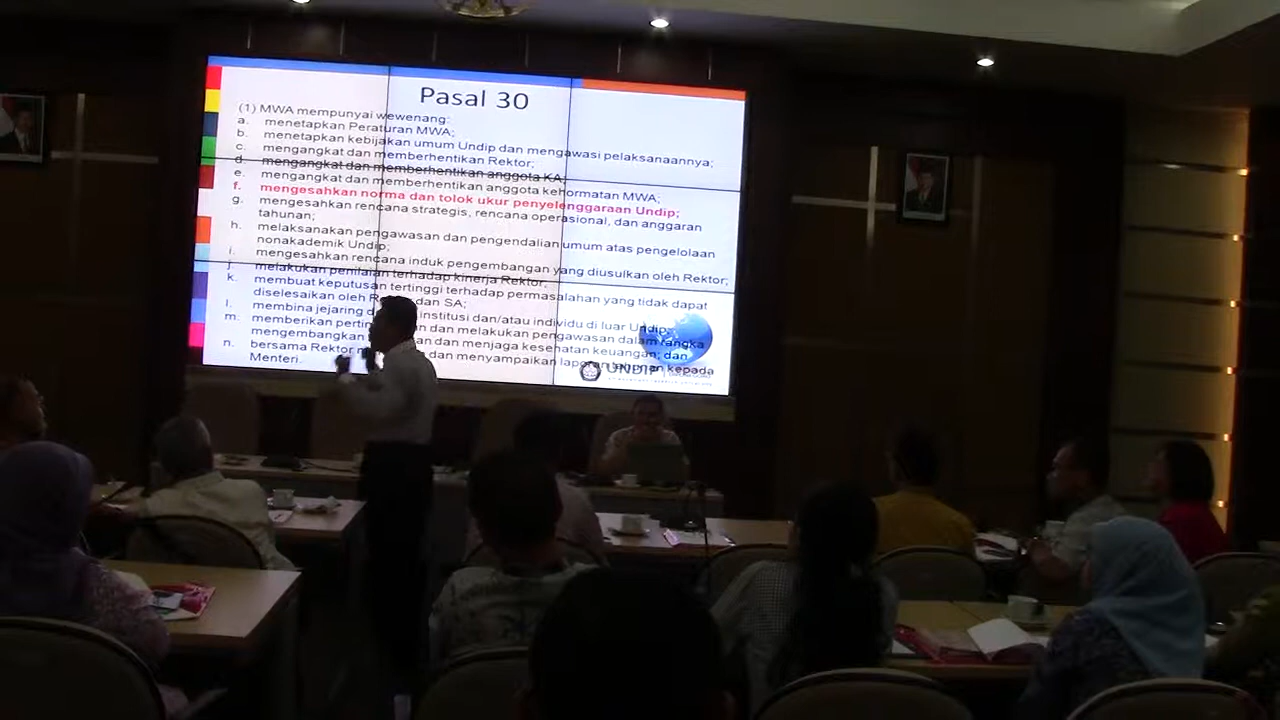 Pasal 30
(1) MWA mempunyai wewenang:
a. menetapkan Peraturan MWA;
b. menetapkan kebijakan umum Undip dan mengawasi pelaksanaannya;
c. mengangkat dan memberhentikan Rektor;
d. mengangkat dan memberhentikan anggota KA;
e. mengangkat dan memberhentikan anggota kehormatan MWA;
f. mengesahkan norma dan tolok ukur penyelenggaraan Undip;
g. mengesahkan rencana strategis, rencana operasional, dan anggaran
tahunan;
h. melaksanakan pengawasan dan pengendalian umum atas pengelolaan
nonakademik Undip;
i. mengesahkan rencana induk pengembangan yang diusulkan oleh Rektor;
j. melakukan penilaian terhadap kinerja Rektor;
k. membuat keputusan tertinggi terhadap permasalahan yang tidak dapat
diselesaikan oleh dan SA;
l. membina jejaring institusi dan/atau individu di luar Undip;
m. memberikan dan melakukan pengawasan dalam rangka
mengembangkan dan menjaga kesehatan keuangan; dan
n. bersama Rektor dan menyampaikan laporan tahunan kepada
Menteri.
UNDIP